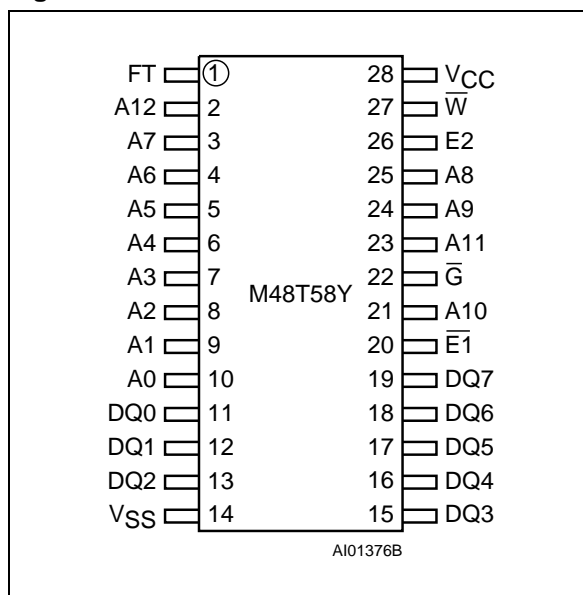 FT 1 28 VCC
A12 2 27 W̅
A7 3 26 E2
A6 4 25 A8
A5 5 24 A9
A4 6 23 A11
A3 7 22 G̅
M48T58Y
A2 8 21 A10
A1 9 20 E̅1̅
A0 10 19 DQ7
DQ0 11 18 DQ6
DQ1 12 17 DQ5
DQ2 13 16 DQ4
VSS 14 15 DQ3
AI01376B